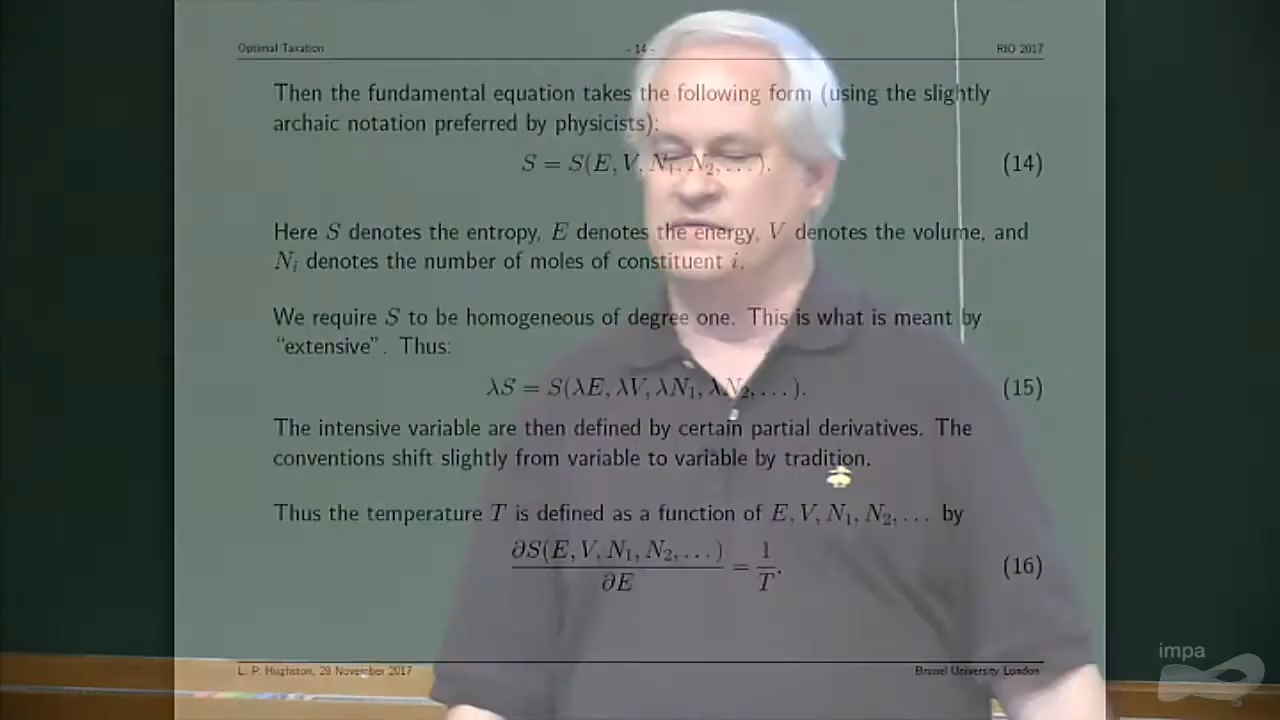 Optimal Taxation - 14 - RIO 2017
Then the fundamental equation takes the following form (using the slightly
archaic notation preferred by physicists):
S = S(E, V, N₁, N₂, . . . ). (14)
Here S denotes the entropy, E denotes the energy, V denotes the volume, and
Nᵢ denotes the number of moles of constituent i.
We require S to be homogeneous of degree one. This is what is meant by
“extensive”. Thus:
λS = S(λE, λV, λN₁, λN₂, . . . ). (15)
The intensive variable are then defined by certain partial derivatives. The
conventions shift slightly from variable to variable by tradition.
Thus the temperature T is defined as a function of E, V, N₁, N₂, . . . by
∂S(E, V, N₁, N₂, . . . )
∂E
= 1/T. (16)
L. P. Hughston, 28 November 2017 Brunel University London
impa